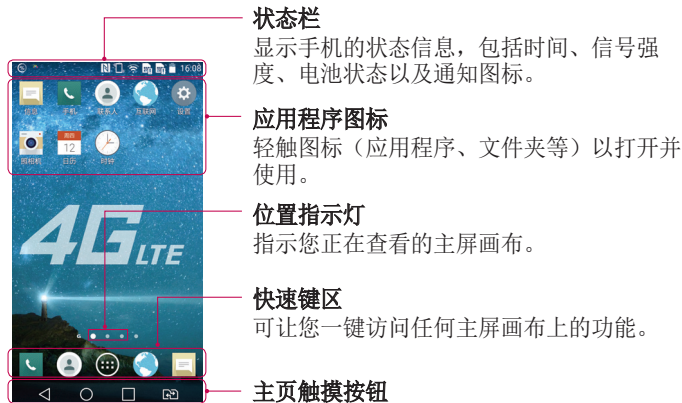 状态栏
显示手机的状态信息，包括时间、信号强
度、电池状态以及通知图标。
应用程序图标
轻触图标（应用程序、文件夹等）以打开并
使用。
位置指示灯
指示您正在查看的主屏画布。
快速键区
可让您一键访问任何主屏画布上的功能。
主页触摸按钮
16:08
信息 手机 联系人 互联网 设置
12
照相机 日历 时钟
4G LTE